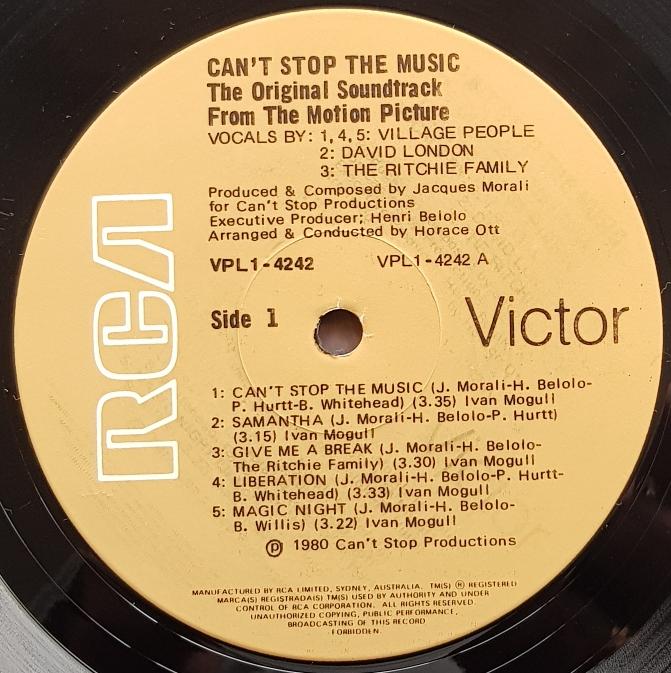 CAN'T STOP THE MUSIC
The Original Soundtrack
From The Motion Picture
VOCALS BY: 1, 4, 5: VILLAGE PEOPLE
2: DAVID LONDON
3: THE RITCHIE FAMILY
Produced & Composed by Jacques Morali
for Can't Stop Productions
Executive Producer; Henri Belolo
Arranged & Conducted by Horace Ott
VPL1-4242 VPL1-4242 A
RCA
Side 1
Victor
1: CAN'T STOP THE MUSIC (J. Morali-H. Belolo-
P. Hurtt-B. Whitehead) (3.35) Ivan Mogull
2: SAMANTHA (J. Morali-H. Belolo-P. Hurtt)
(3.15) Ivan Mogull
3: GIVE ME A BREAK (J. Morali-H. Belolo-
The Ritchie Family) (3.30) Ivan Mogull
4: LIBERATION (J. Morali-H. Belolo-P. Hurtt-
B. Whitehead) (3.33) Ivan Mogull
5: MAGIC NIGHT (J. Morali-H. Belolo-
B. Willis) (3.22) Ivan Mogull
℗ 1980 Can't Stop Productions
MANUFACTURED BY RCA LIMITED, SYDNEY, AUSTRALIA. TM(S) ® REGISTERED
MARCA(S) REGISTRADA(S) TM(S) USED BY AUTHORITY AND UNDER
CONTROL OF RCA CORPORATION. ALL RIGHTS RESERVED.
UNAUTHORIZED COPYING, PUBLIC PERFORMANCE,
BROADCASTING OF THIS RECORD
FORBIDDEN.